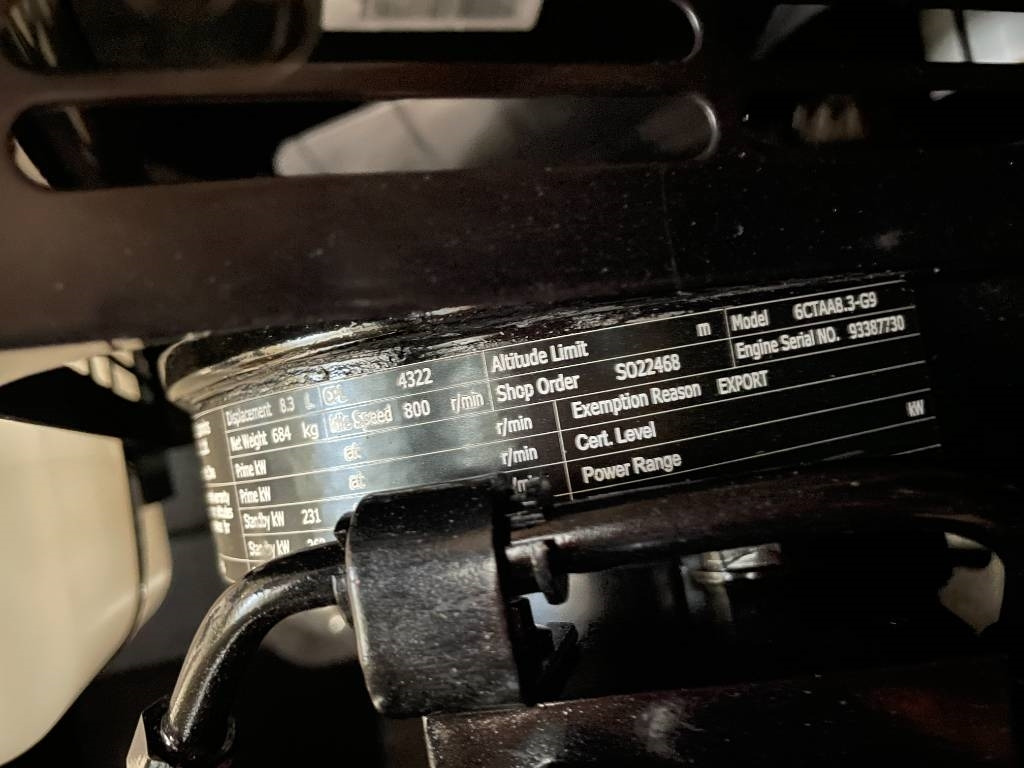 Model 6CTAA8.3-G9
Engine Serial NO. 93387730
Altitude Limit m
Shop Order SO22468
Exemption Reason EXPORT
Cert. Level
Power Range kW
Displacement 8.3 L CPL 4322
Net Weight 684 kg Idle Speed 800 r/min
Prime kW at r/min
Prime kW at r/min
Standby kW 231
Standby kW